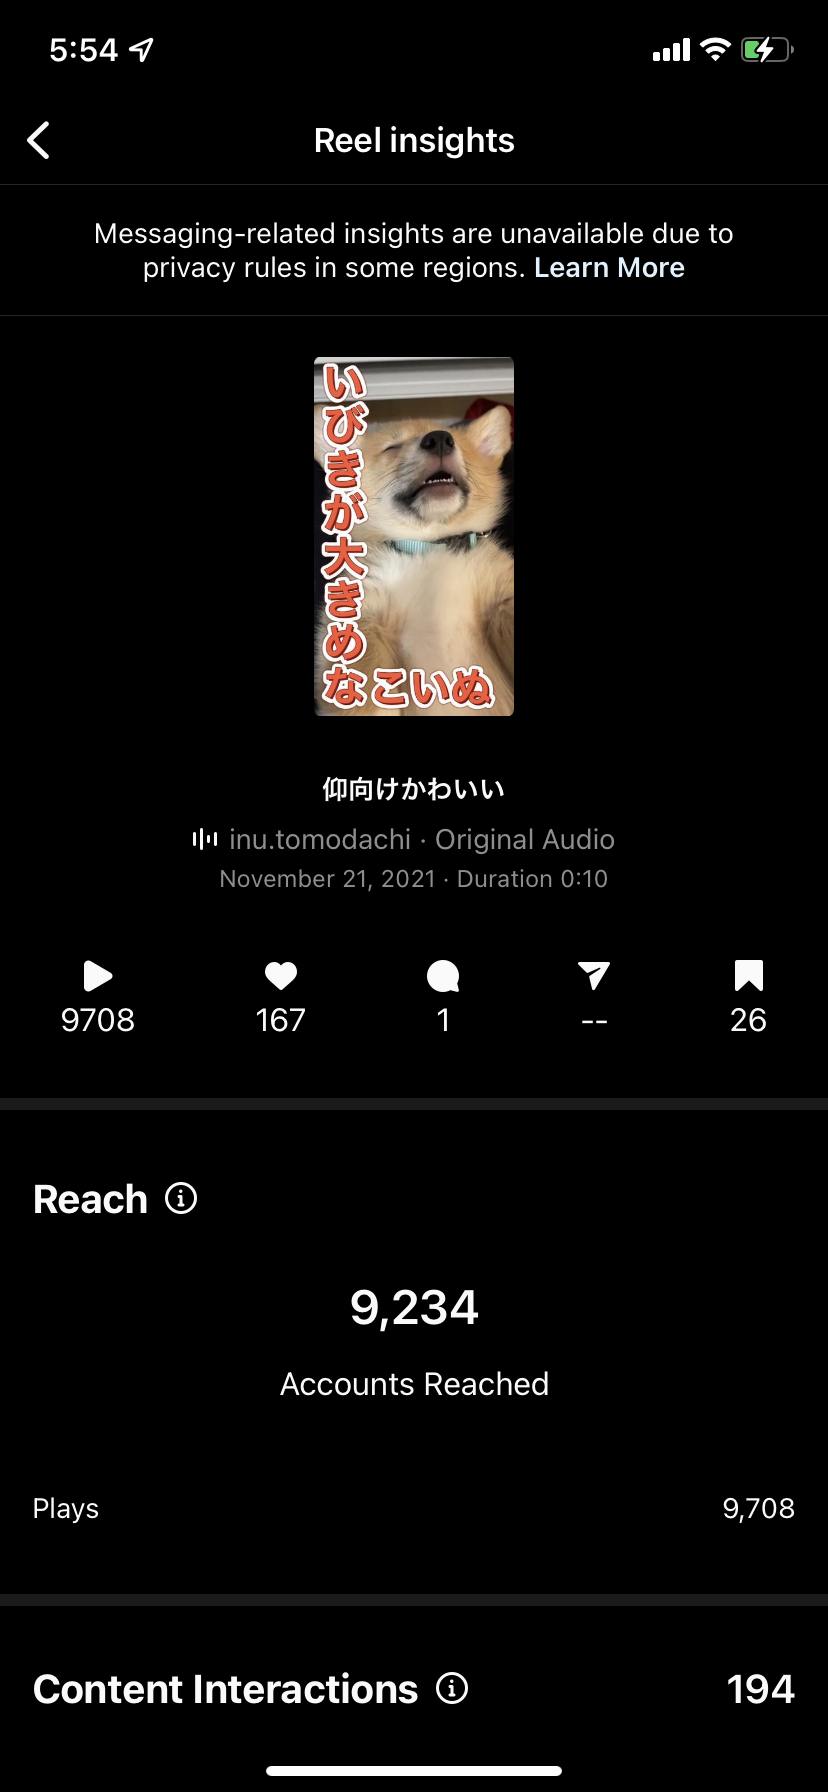 5:54
Reel insights
Messaging-related insights are unavailable due to
privacy rules in some regions. Learn More
いびきが大きめな
こいぬ
仰向けかわいい
inu.tomodachi · Original Audio
November 21, 2021 · Duration 0:10
9708 167 1 -- 26
Reach
9,234
Accounts Reached
Plays 9,708
Content Interactions 194